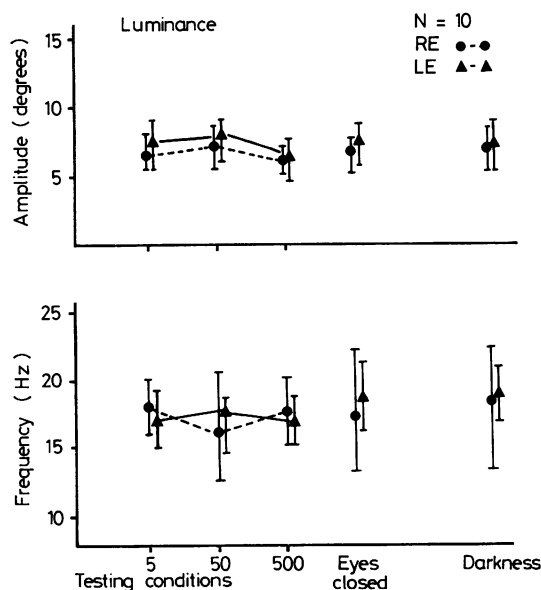 Luminance
N = 10
RE ●--●
LE ▲-▲
Amplitude (degrees)
15
10
5
Frequency (Hz)
25
20
15
10
5 50 500 Eyes closed Darkness
Testing conditions